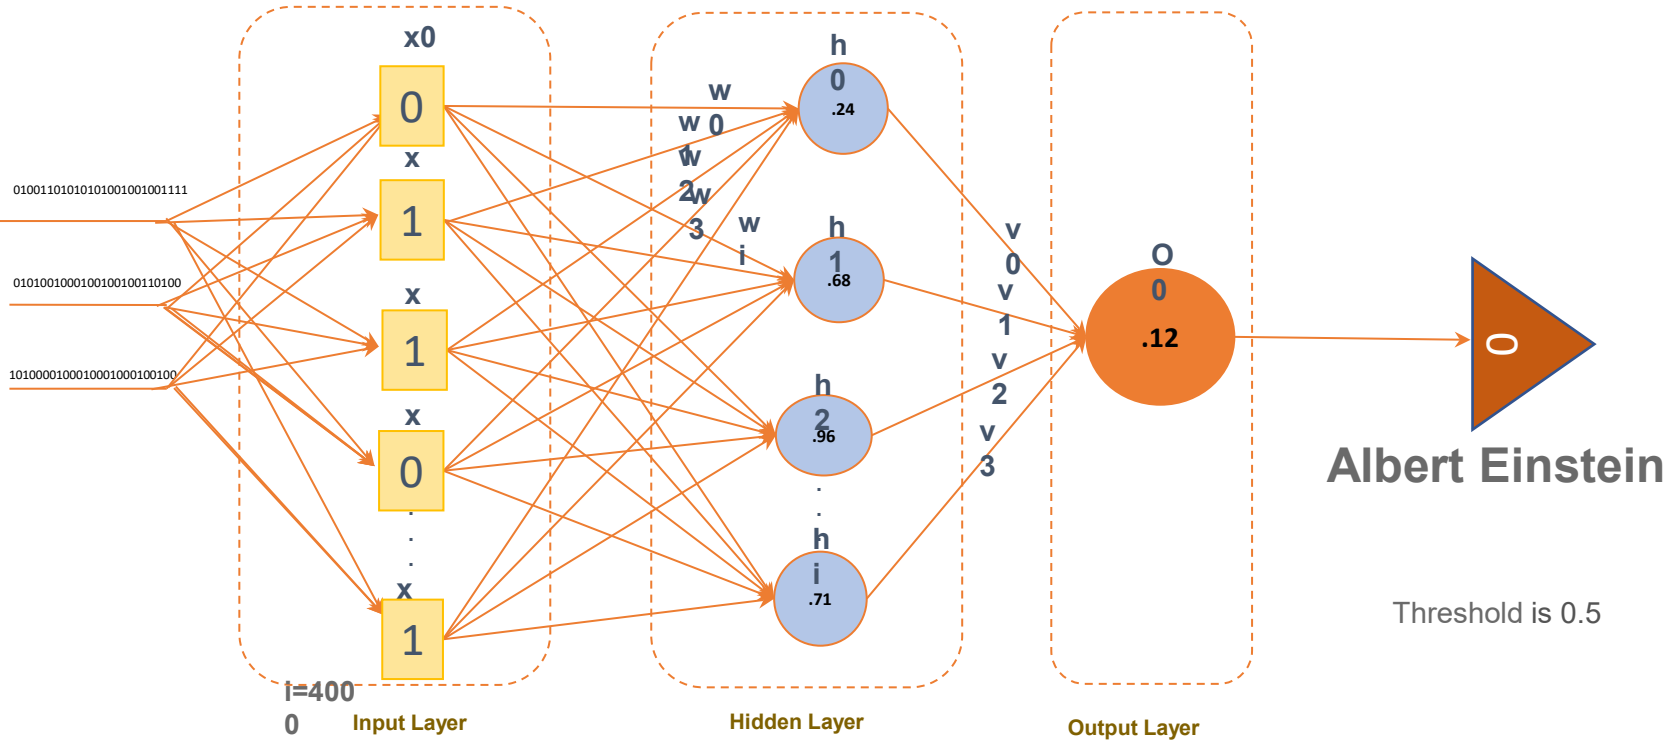 x0
0
x
1
x
1
x
0
.
.
.
x
1
i=400
0
Input Layer
010011010101010010010011111
0101001000100100100110100
1010000100010001000100100
w
0
w
1
w
2
w
3
w
i
h
0
.24
h
1
.68
h
2
.96
.
.
.
h
i
.71
Hidden Layer
v
0
v
1
v
2
v
3
O
0
.12
Output Layer
0
Albert Einstein
Threshold is 0.5